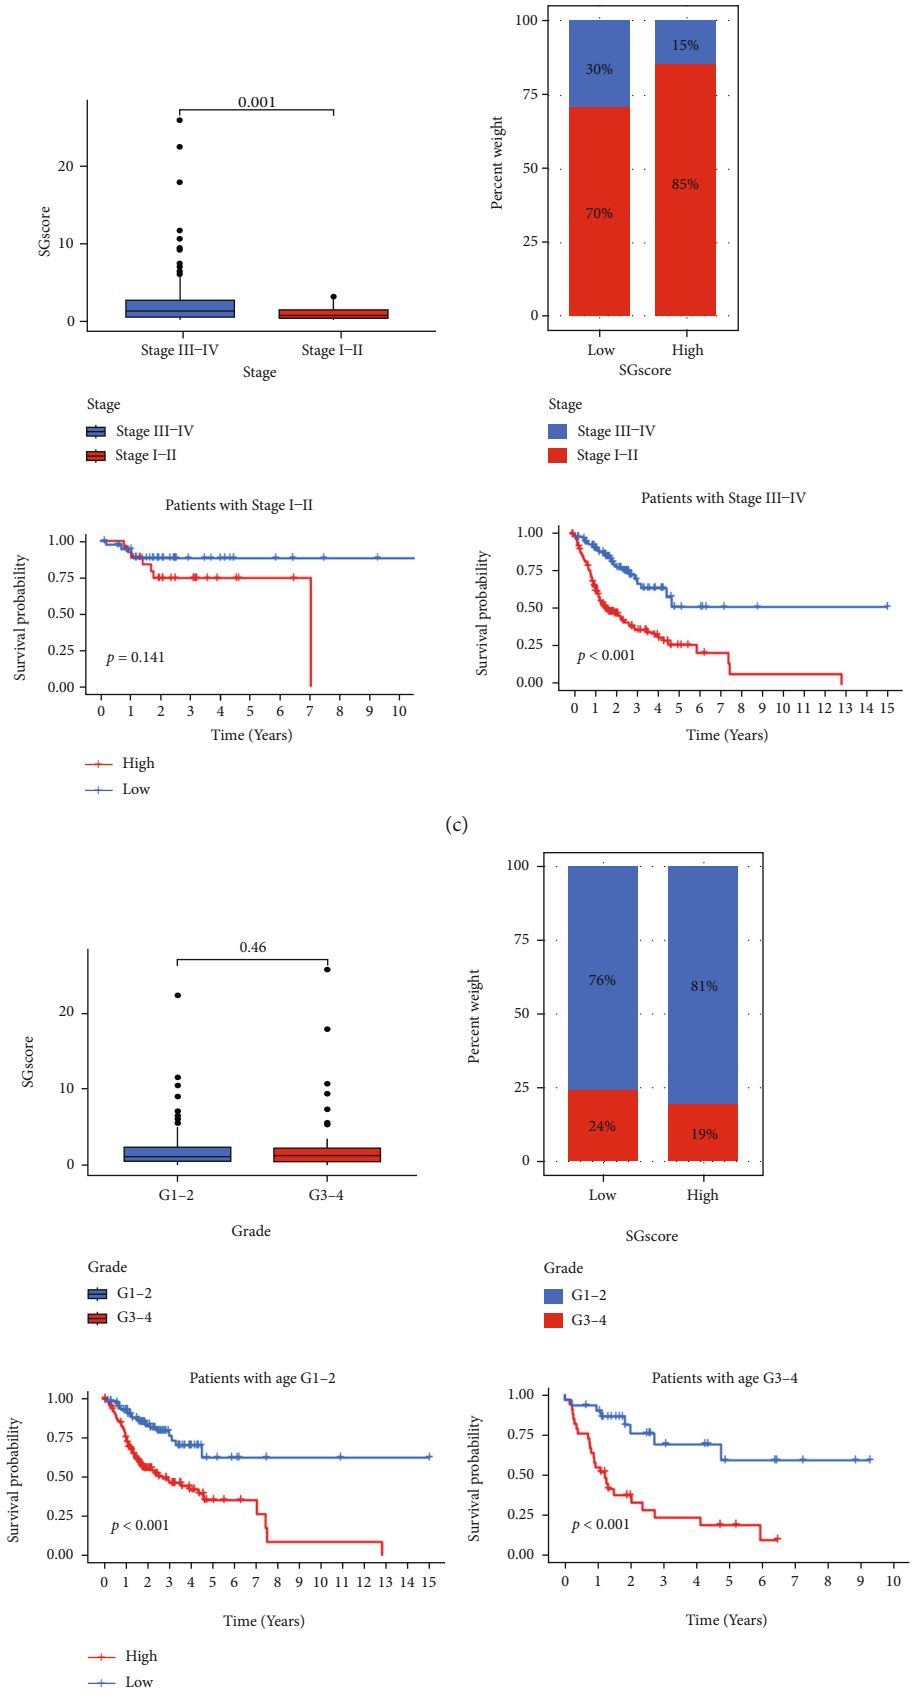 0.001
SGscore
20
10
0
Stage III–IV
Stage I–II
Stage
Stage
Stage III–IV
Stage I–II
Percent weight
100
75
50
25
0
30%
70%
15%
85%
Low
High
SGscore
Stage
Stage III–IV
Stage I–II
Patients with Stage I–II
Survival probability
1.00
0.75
0.50
0.25
0.00
p = 0.141
0 1 2 3 4 5 6 7 8 9 10
Time (Years)
High
Low
Patients with Stage III–IV
Survival probability
1.00
0.75
0.50
0.25
0.00
p < 0.001
0 1 2 3 4 5 6 7 8 9 10 11 12 13 14 15
Time (Years)
(c)
0.46
SGscore
20
10
0
G1–2
G3–4
Grade
Grade
G1–2
G3–4
Percent weight
100
75
50
25
0
76%
24%
81%
19%
Low
High
SGscore
Grade
G1–2
G3–4
Patients with age G1–2
Survival probability
1.00
0.75
0.50
0.25
0.00
p < 0.001
0 1 2 3 4 5 6 7 8 9 10 11 12 13 14 15
Time (Years)
High
Low
Patients with age G3–4
Survival probability
1.00
0.75
0.50
0.25
0.00
p < 0.001
0 1 2 3 4 5 6 7 8 9 10
Time (Years)